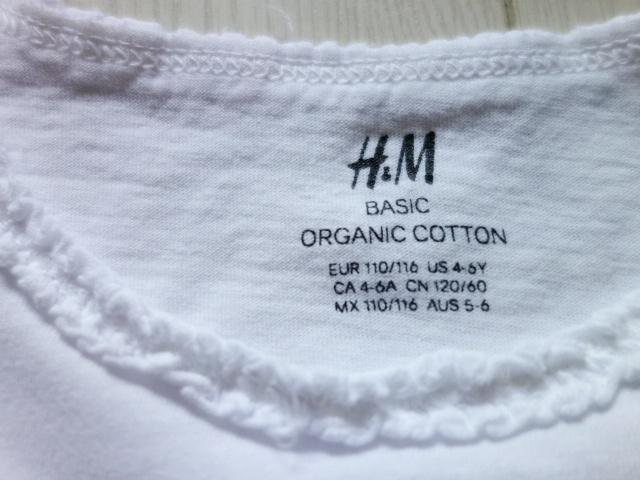 H&M
BASIC
ORGANIC COTTON
EUR 110/116 US 4-6Y
CA 4-6A CN 120/60
MX 110/116 AUS 5-6